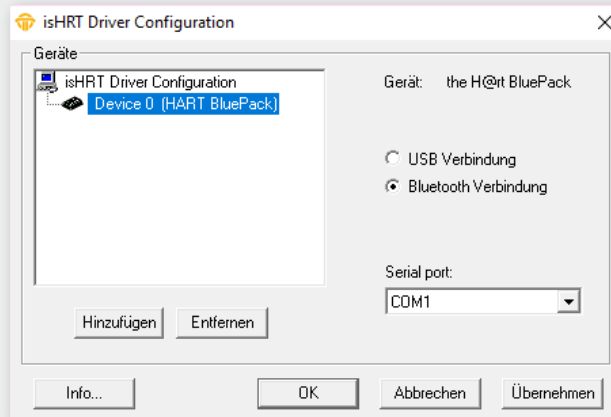 isHRT Driver Configuration
Geräte
isHRT Driver Configuration
Device 0 (HART BluePack)
Gerät: the H@rt BluePack
USB Verbindung
Bluetooth Verbindung
Serial port:
COM1
Hinzufügen Entfernen
Info... OK Abbrechen Übernehmen